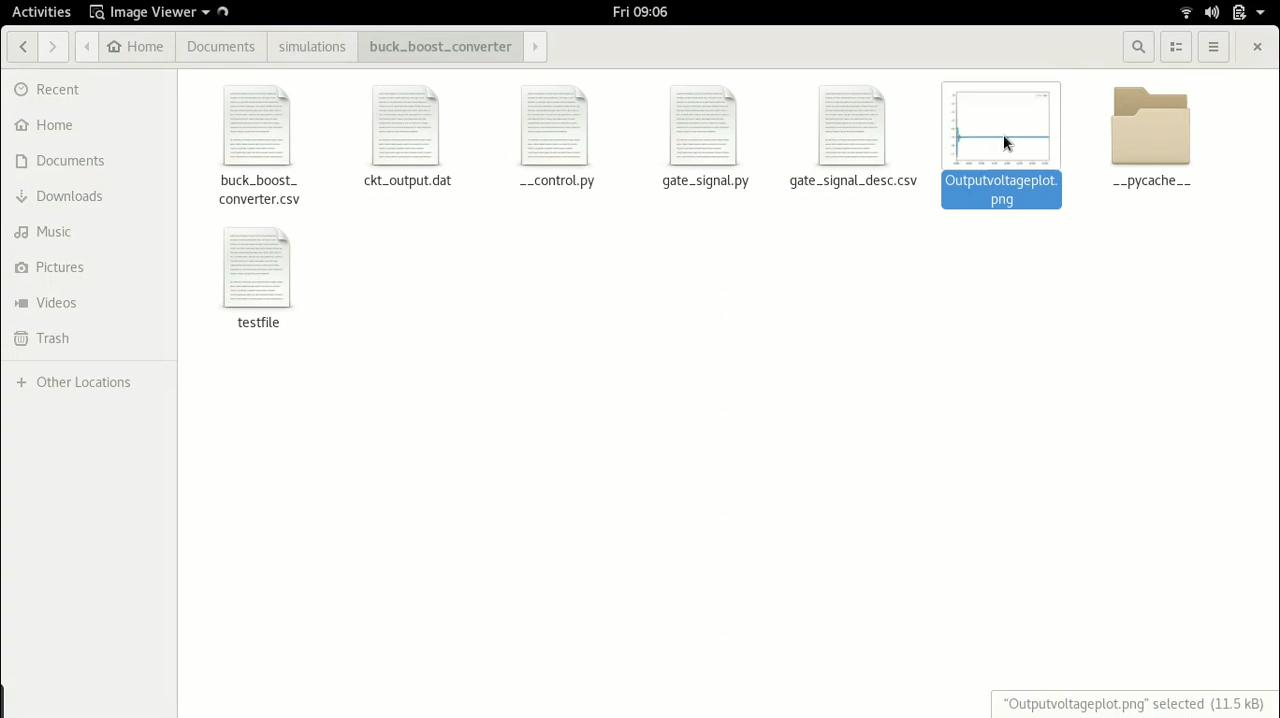 Activities Image Viewer Fri 09:06
Home Documents simulations buck_boost_converter
Recent
Home
Documents
Downloads
Music
Pictures
Videos
Trash
Other Locations
buck_boost_
converter.csv
ckt_output.dat
__control.py
gate_signal.py
gate_signal_desc.csv
Outputvoltageplot.
png
__pycache__
testfile
"Outputvoltageplot.png" selected (11.5 kB)